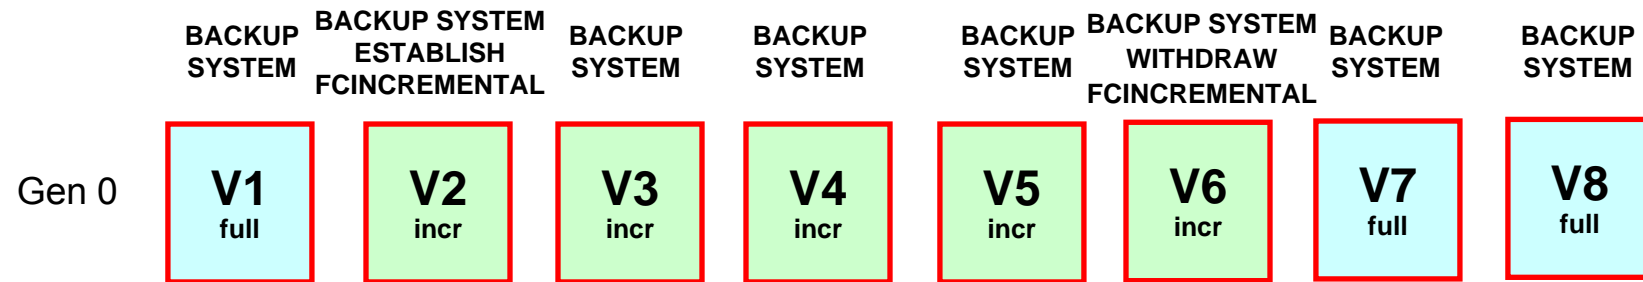 BACKUP
SYSTEM
BACKUP SYSTEM
ESTABLISH
FCINCREMENTAL
BACKUP
SYSTEM
BACKUP
SYSTEM
BACKUP
SYSTEM
BACKUP SYSTEM
WITHDRAW
FCINCREMENTAL
BACKUP
SYSTEM
BACKUP
SYSTEM
Gen 0
V1
full
V2
incr
V3
incr
V4
incr
V5
incr
V6
incr
V7
full
V8
full